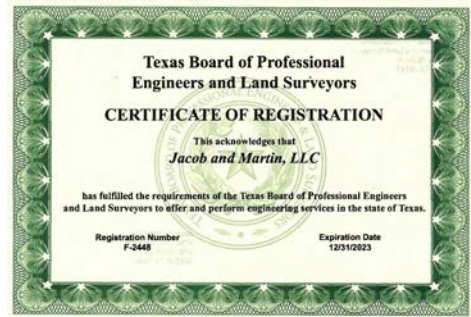 Texas Board of Professional
Engineers and Land Surveyors
CERTIFICATE OF REGISTRATION
This acknowledges that
Jacob and Martin, LLC
has fulfilled the requirements of the Texas Board of Professional Engineers
and Land Surveyors to offer and perform engineering services in the state of Texas.
Registration Number Expiration Date
F-2448 12/31/2023